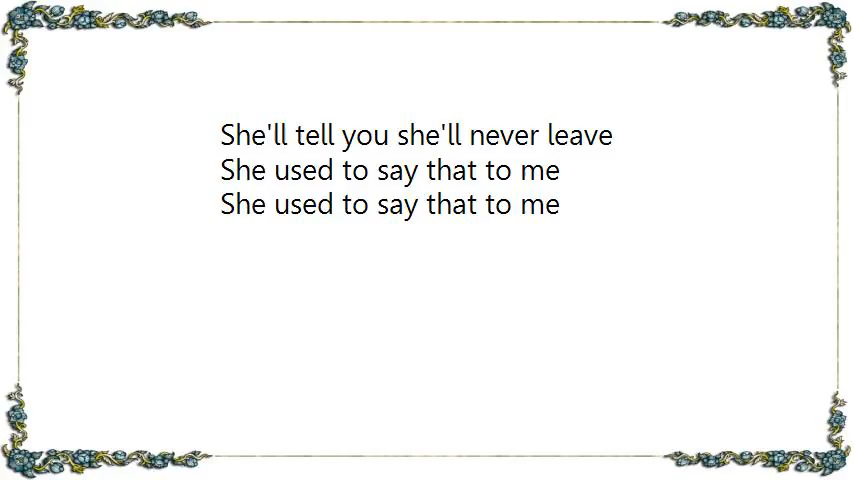 She'll tell you she'll never leave
She used to say that to me
She used to say that to me